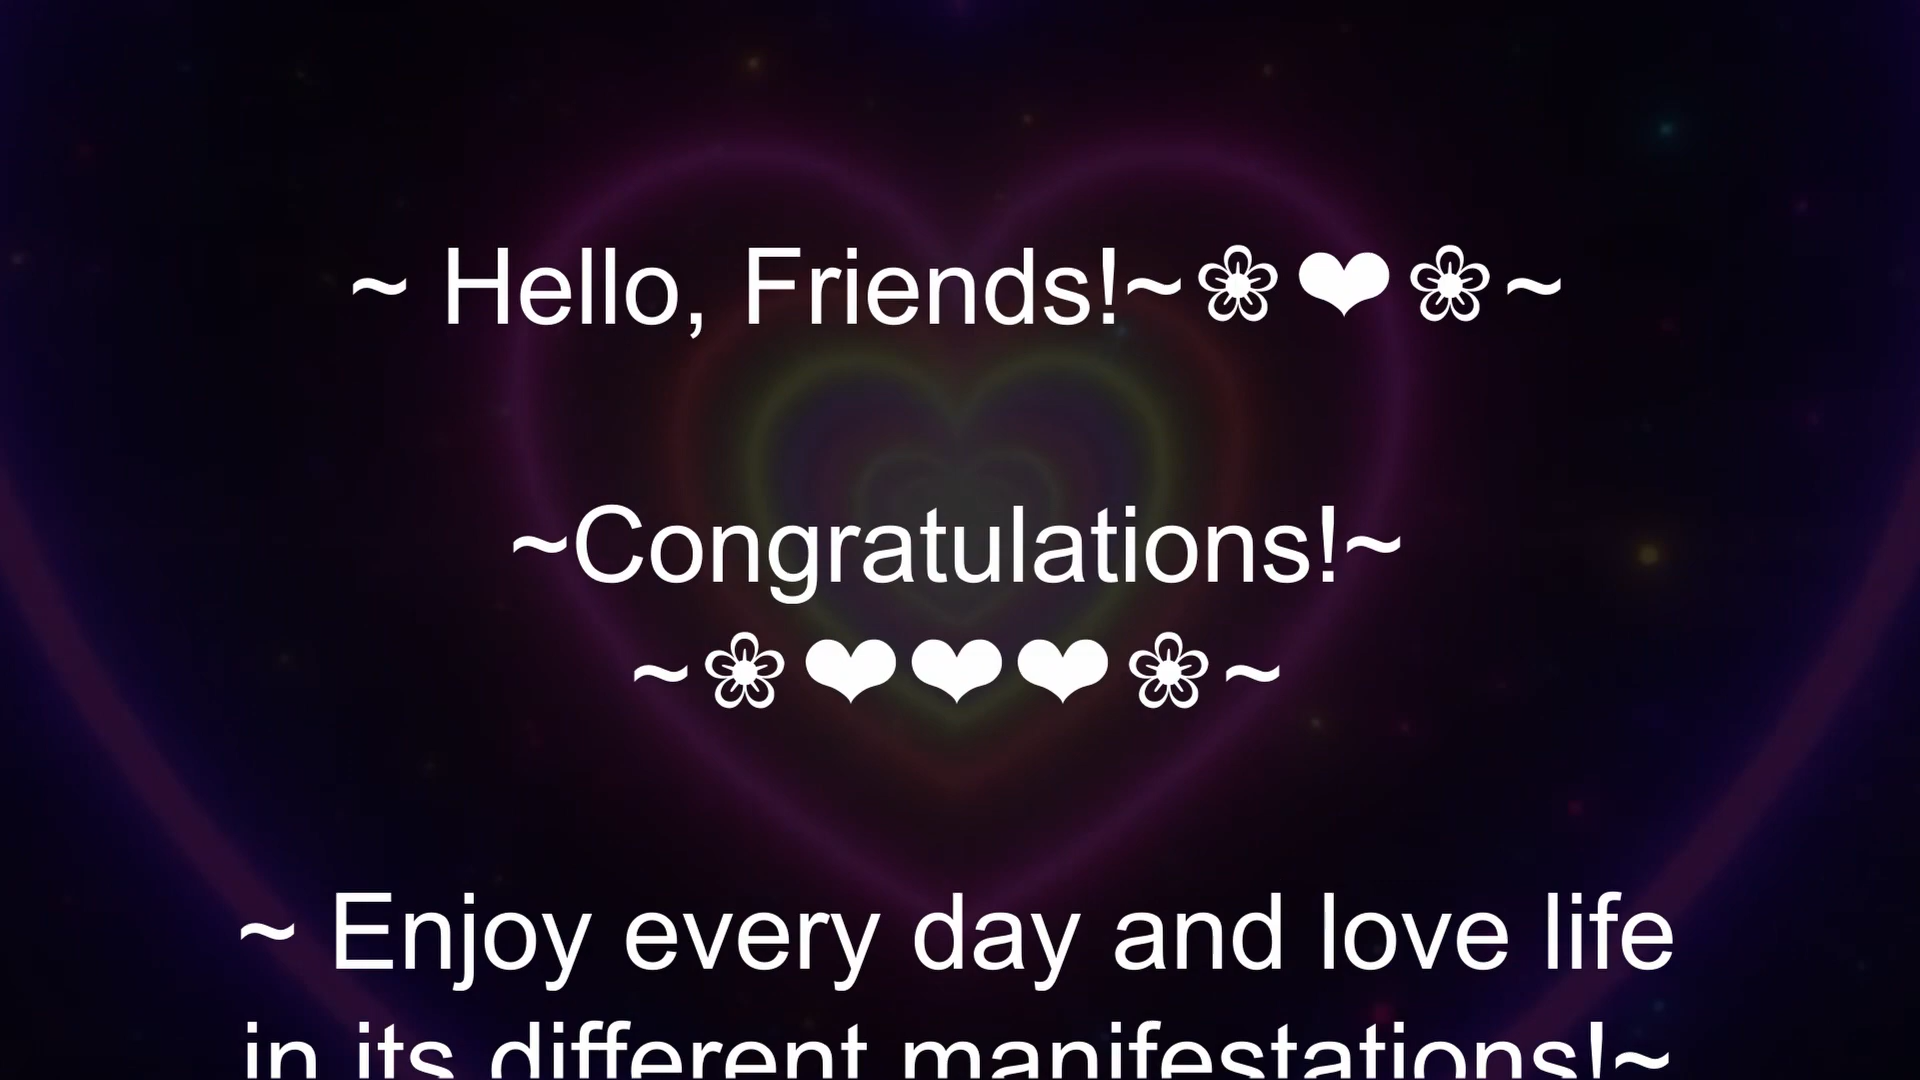 ~ Hello, Friends!~❀❤❀~
~Congratulations!~
~❀❤❤❤❀~
~ Enjoy every day and love life
in its different manifestations!~